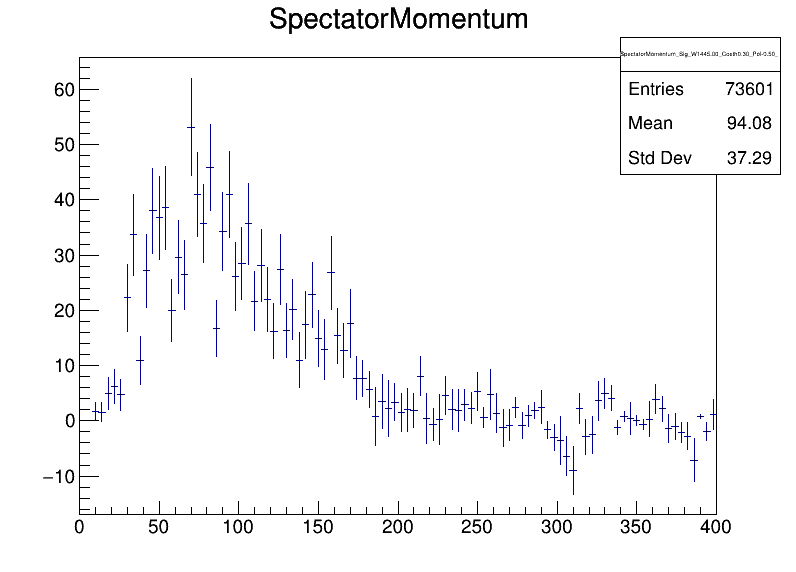 SpectatorMomentum
SpectatorMomentum_Sig_W1445.00_Costh0.30_Pol-0.50_
Entries 73601
Mean 94.08
Std Dev 37.29
60
50
40
30
20
10
0
−10
0 50 100 150 200 250 300 350 400